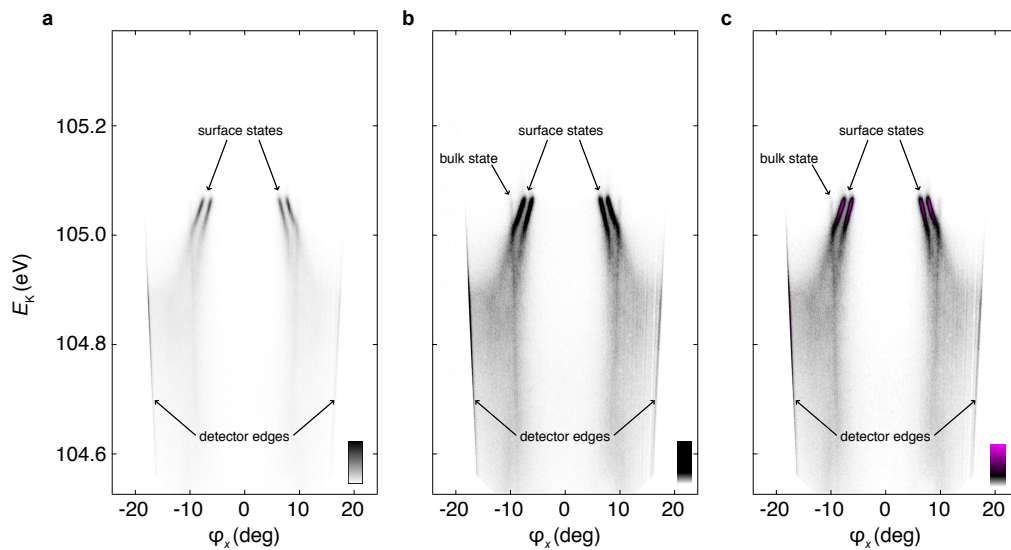 a
b
c
surface states
surface states
surface states
bulk state
bulk state
detector edges
detector edges
detector edges
E_K (eV)
105.2
105.0
104.8
104.6
-20 -10 0 10 20
-20 -10 0 10 20
-20 -10 0 10 20
φ_x (deg)
φ_x (deg)
φ_x (deg)